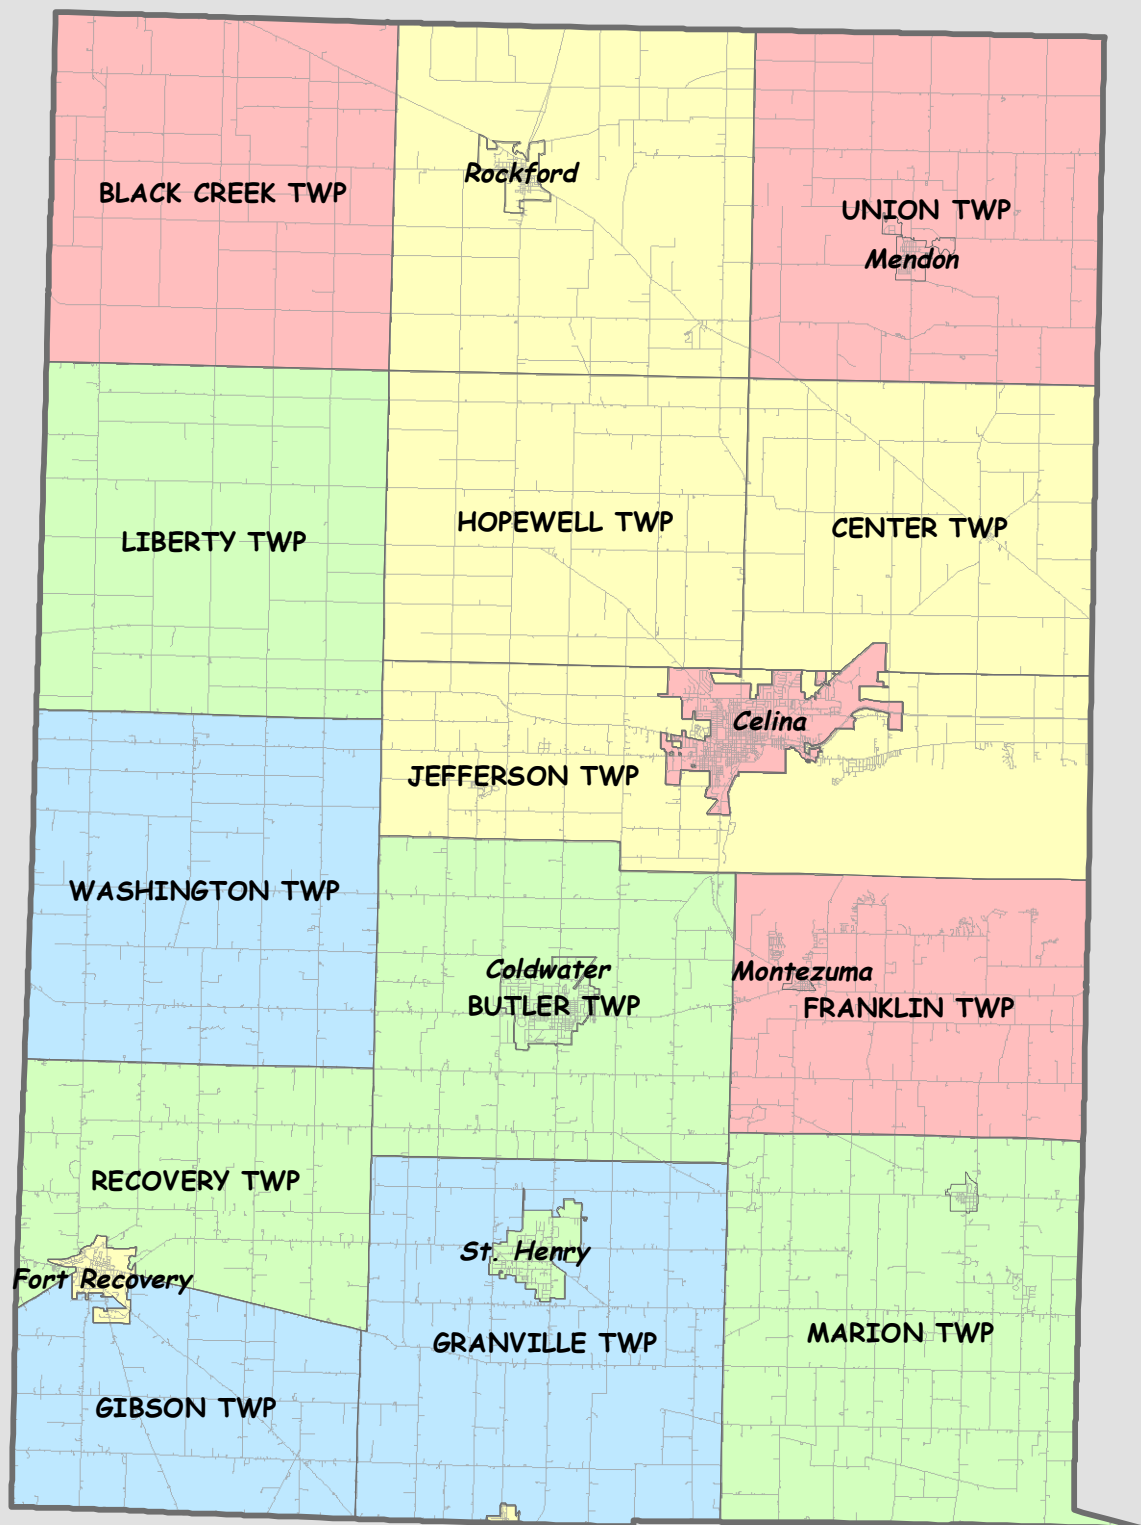 Rockford
BLACK CREEK TWP
UNION TWP
Mendon
HOPEWELL TWP
CENTER TWP
LIBERTY TWP
Celina
JEFFERSON TWP
WASHINGTON TWP
Coldwater
Montezuma
BUTLER TWP
FRANKLIN TWP
RECOVERY TWP
St. Henry
Fort Recovery
MARION TWP
GRANVILLE TWP
GIBSON TWP